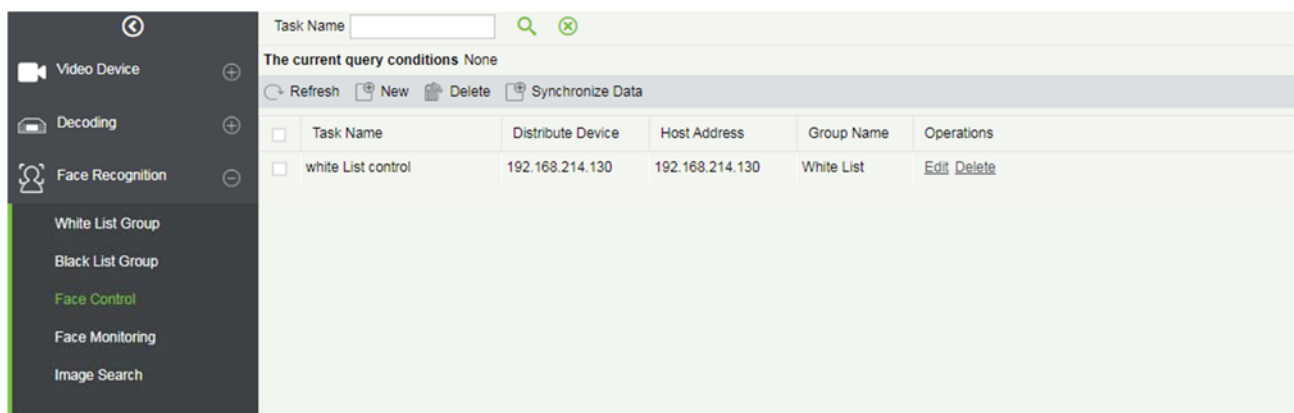 Task Name
The current query conditions None
Refresh New Delete Synchronize Data
Video Device
Decoding
Face Recognition
White List Group
Black List Group
Face Control
Face Monitoring
Image Search
Task Name Distribute Device Host Address Group Name Operations
white List control 192.168.214.130 192.168.214.130 White List Edit Delete